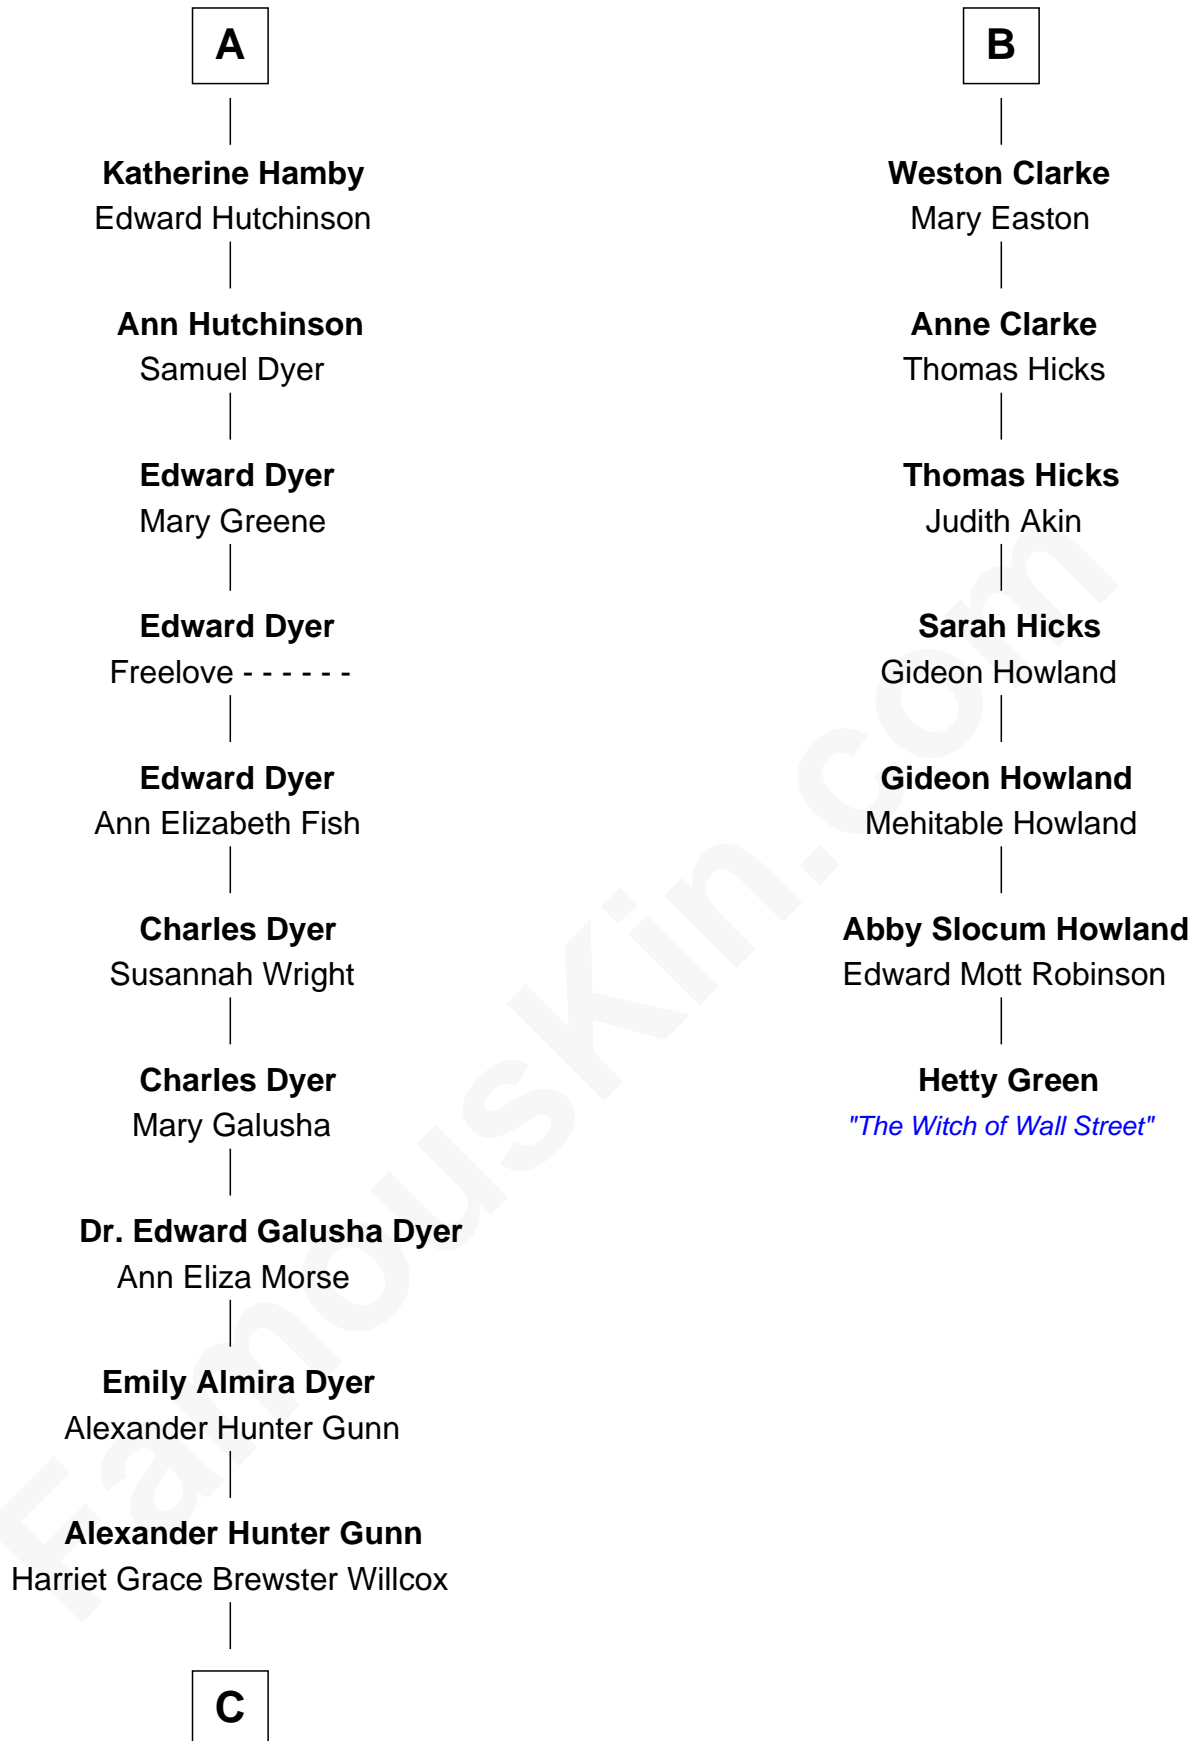 A
Katherine Hamby
Edward Hutchinson
Ann Hutchinson
Samuel Dyer
Edward Dyer
Mary Greene
Edward Dyer
Freelove - - - - - -
Edward Dyer
Ann Elizabeth Fish
Charles Dyer
Susannah Wright
Charles Dyer
Mary Galusha
Dr. Edward Galusha Dyer
Ann Eliza Morse
Emily Almira Dyer
Alexander Hunter Gunn
Alexander Hunter Gunn
Harriet Grace Brewster Willcox
C
B
Weston Clarke
Mary Easton
Anne Clarke
Thomas Hicks
Thomas Hicks
Judith Akin
Sarah Hicks
Gideon Howland
Gideon Howland
Mehitable Howland
Abby Slocum Howland
Edward Mott Robinson
Hetty Green
"The Witch of Wall Street"
FamousKin.com